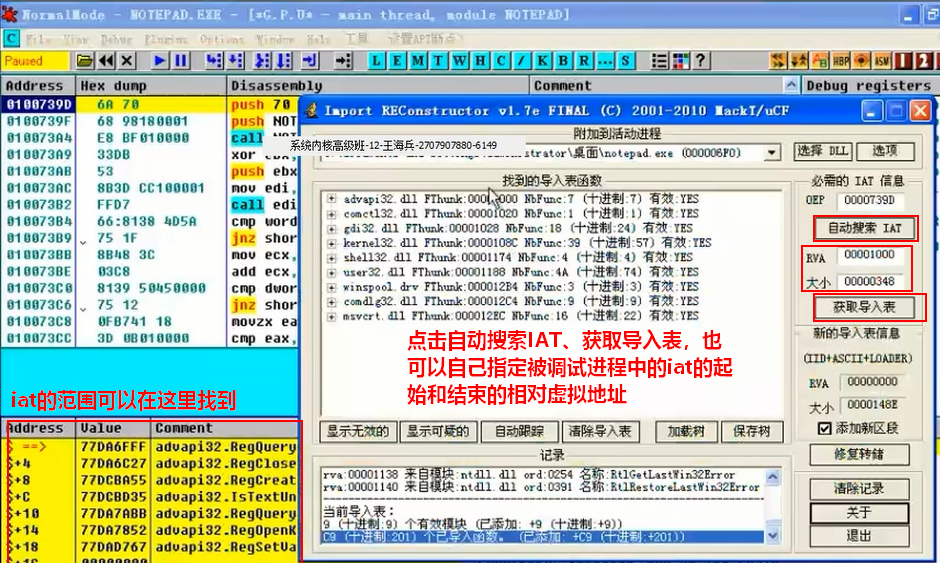 NormalMode - NOTEPAD.EXE - [*G.P.U* - main thread, module NOTEPAD]
C File View Debug Plugins Options Window Help 工具
Paused
L E M T W H C / K B R ... S
HBP ASM 1 2
Address Hex dump Disassembly Comment Debug registers
0100739D 6A 70 push 70
0100739F 68 98180001 push NOT
010073A4 E8 BF010000 call
010073A9 33DB xor
010073AB 53 push ebx
010073AC 8B3D CC100001 mov edi,
010073B2 FFD7 call edi
010073B4 66:8138 4D5A cmp word
010073B9 75 1F jnz shor
010073BB 8B48 3C mov ecx,
010073BE 03C8 add ecx,
010073C0 8139 50450000 cmp dwor
010073C6 75 12 jnz shor
010073C8 0FB741 18 movzx ea
010073CC 3D 0B010000 cmp eax,
iat的范围可以在这里找到
Address Value Comment
$ ==> 77DA6FFF advapi32.RegQuery
$+4 77DA6C27 advapi32.RegClose
$+8 77DCBA55 advapi32.RegCreat
$+C 77DCBD35 advapi32.IsTextUn
$+10 77DA7ABB advapi32.RegQuery
$+14 77DA7852 advapi32.RegOpenK
$+18 77DAD767 advapi32.RegSetVa
Import REConstructor v1.7e FINAL (C) 2001-2010 MackT/uCF
附加到活动进程
系统内核高级班-12-王海兵-2707907880-6149
istrator\桌面\notepad.exe (000006F0)
选择 DLL
选项
找到的导入表函数
advapi32.dll FThunk:00001000 NbFunc:7 (十进制:7) 有效:YES
comctl32.dll FThunk:00001020 NbFunc:1 (十进制:1) 有效:YES
gdi32.dll FThunk:00001028 NbFunc:18 (十进制:24) 有效:YES
kernel32.dll FThunk:0000108C NbFunc:39 (十进制:57) 有效:YES
shell32.dll FThunk:00001174 NbFunc:4 (十进制:4) 有效:YES
user32.dll FThunk:00001188 NbFunc:4A (十进制:74) 有效:YES
winspool.drv FThunk:000012B4 NbFunc:3 (十进制:3) 有效:YES
comdlg32.dll FThunk:000012C4 NbFunc:9 (十进制:9) 有效:YES
msvcrt.dll FThunk:000012EC NbFunc:16 (十进制:22) 有效:YES
点击自动搜索IAT、获取导入表，也
可以自己指定被调试进程中的iat的起
始和结束的相对虚拟地址
显示无效的 显示可疑的 自动跟踪 清除导入表 加载树 保存树
记录
rva:00001138 来自模块:ntdll.dll ord:0254 名称:RtlGetLastWin32Error
rva:00001140 来自模块:ntdll.dll ord:0391 名称:RtlRestoreLastWin32Error
当前导入表:
9 (十进制:9) 个有效模块 (已添加: +9 (十进制:+9))
C9 (十进制:201) 个已导入函数。 (已添加: +C9 (十进制:+201))
必需的 IAT 信息
OEP 0000739D
自动搜索 IAT
RVA 00001000
大小 00000348
获取导入表
新的导入表信息
(IID+ASCII+LOADER)
RVA 00000000
大小 0000148E
添加新区段
修复转储
清除记录
关于
退出